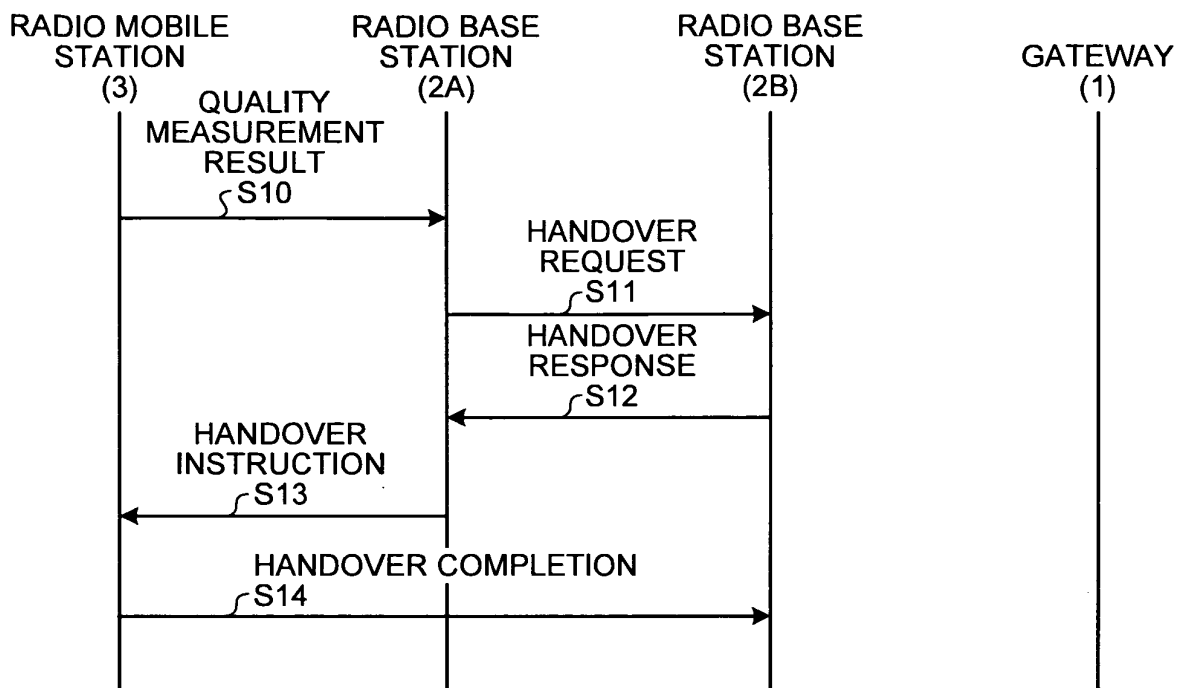 RADIO MOBILE
STATION
(3)
RADIO BASE
STATION
(2A)
RADIO BASE
STATION
(2B)
GATEWAY
(1)
QUALITY
MEASUREMENT
RESULT
S10
HANDOVER
REQUEST
S11
HANDOVER
RESPONSE
S12
HANDOVER
INSTRUCTION
S13
HANDOVER COMPLETION
S14